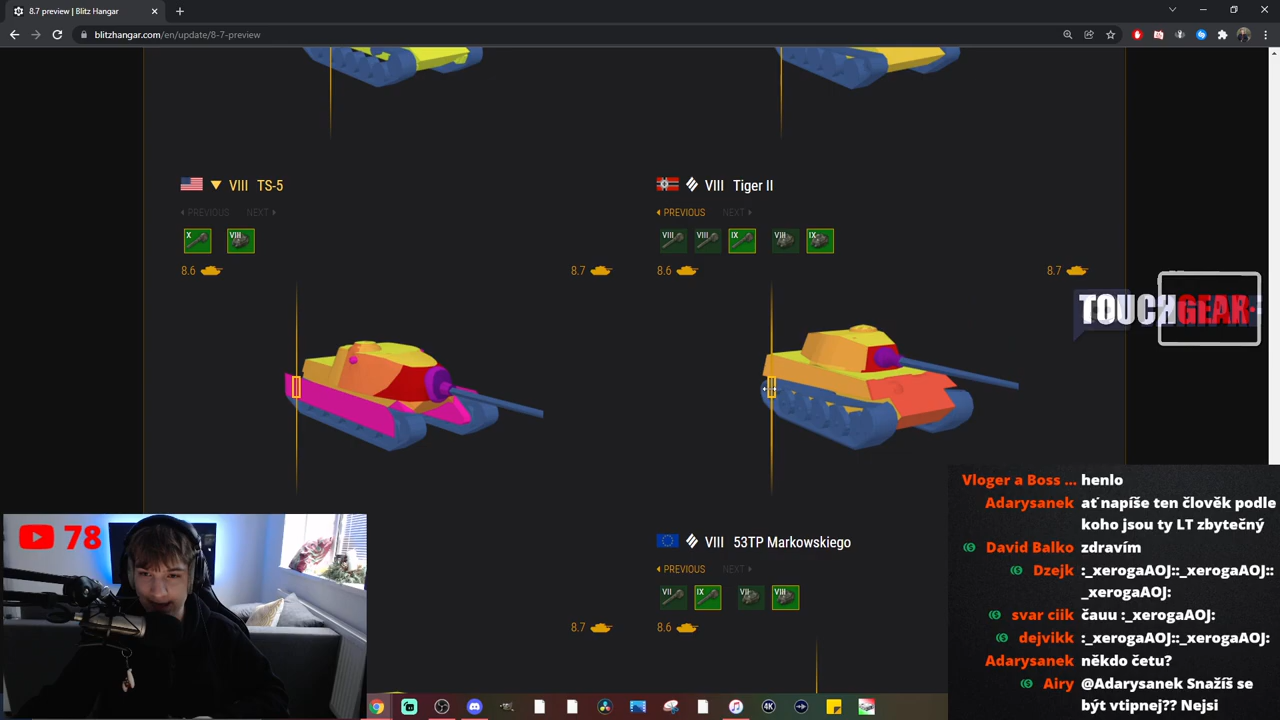 8.7 preview | Blitz Hangar
blitzhangar.com/en/update/8-7-preview
VIII TS-5
VIII Tiger II
PREVIOUS NEXT
PREVIOUS NEXT
X VIII
VIII VIII IX VIII IX
8.6 8.7
8.6 8.7
TOUCHGEAR
VIII 53TP Markowskiego
PREVIOUS NEXT
VII IX VII VIII
8.7
8.6
78
Vloger a Boss ... henlo
Adarysanek ať napíše ten člověk podle
koho jsou ty LT zbytečný
David Balko zdravím
Dzejk :_xerogaAOJ::_xerogaAOJ::
_xerogaAOJ:
svar ciik čauu :_xerogaAOJ:
dejvikk :_xerogaAOJ::_xerogaAOJ:
Adarysanek někdo četu?
Airy @Adarysanek Snažíš se
být vtipnej?? Nejsi
4K